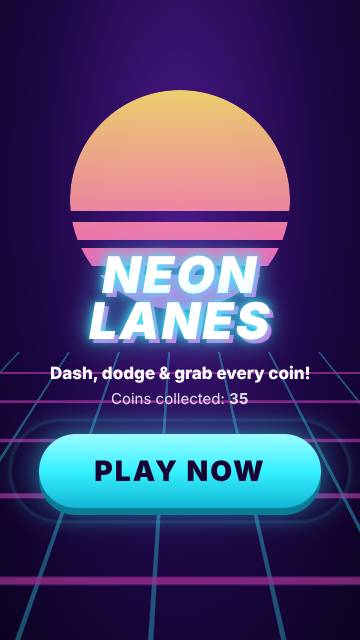 NEON
LANES
Dash, dodge & grab every coin!
Coins collected: 35
PLAY NOW